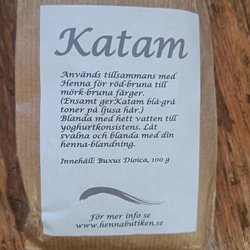 Katam
Används tillsammans med
Henna för röd-bruna till
mörk-bruna färger.
(Ensamt ger:Katam blå-grå
toner på ljusa hår.)
Blanda med hett vatten till
yoghurtkonsistens. Låt
svalna och blanda med din
henna-blandning.
Innehåll: Buxus Dioica, 100 g
För mer info se
www.hennabutiken.se